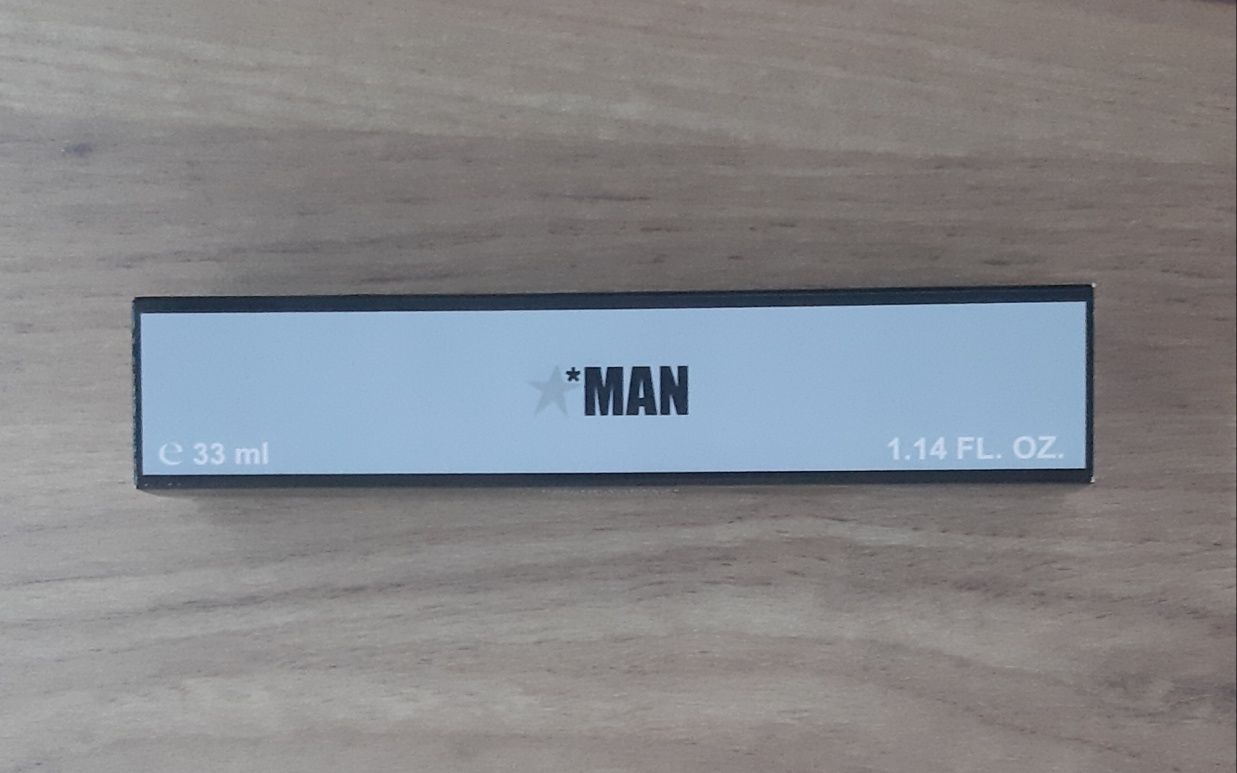 *MAN
℮ 33 ml
1.14 FL. OZ.